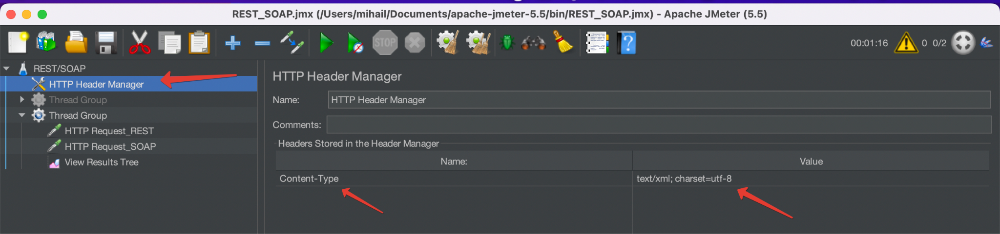 REST_SOAP.jmx (/Users/mihail/Documents/apache-jmeter-5.5/bin/REST_SOAP.jmx) - Apache JMeter (5.5)
STOP
00:01:16
0 0/2
REST/SOAP
HTTP Header Manager
Thread Group
Thread Group
HTTP Request_REST
HTTP Request_SOAP
View Results Tree
HTTP Header Manager
Name: HTTP Header Manager
Comments:
Headers Stored in the Header Manager
Name: Value
Content-Type text/xml; charset=utf-8